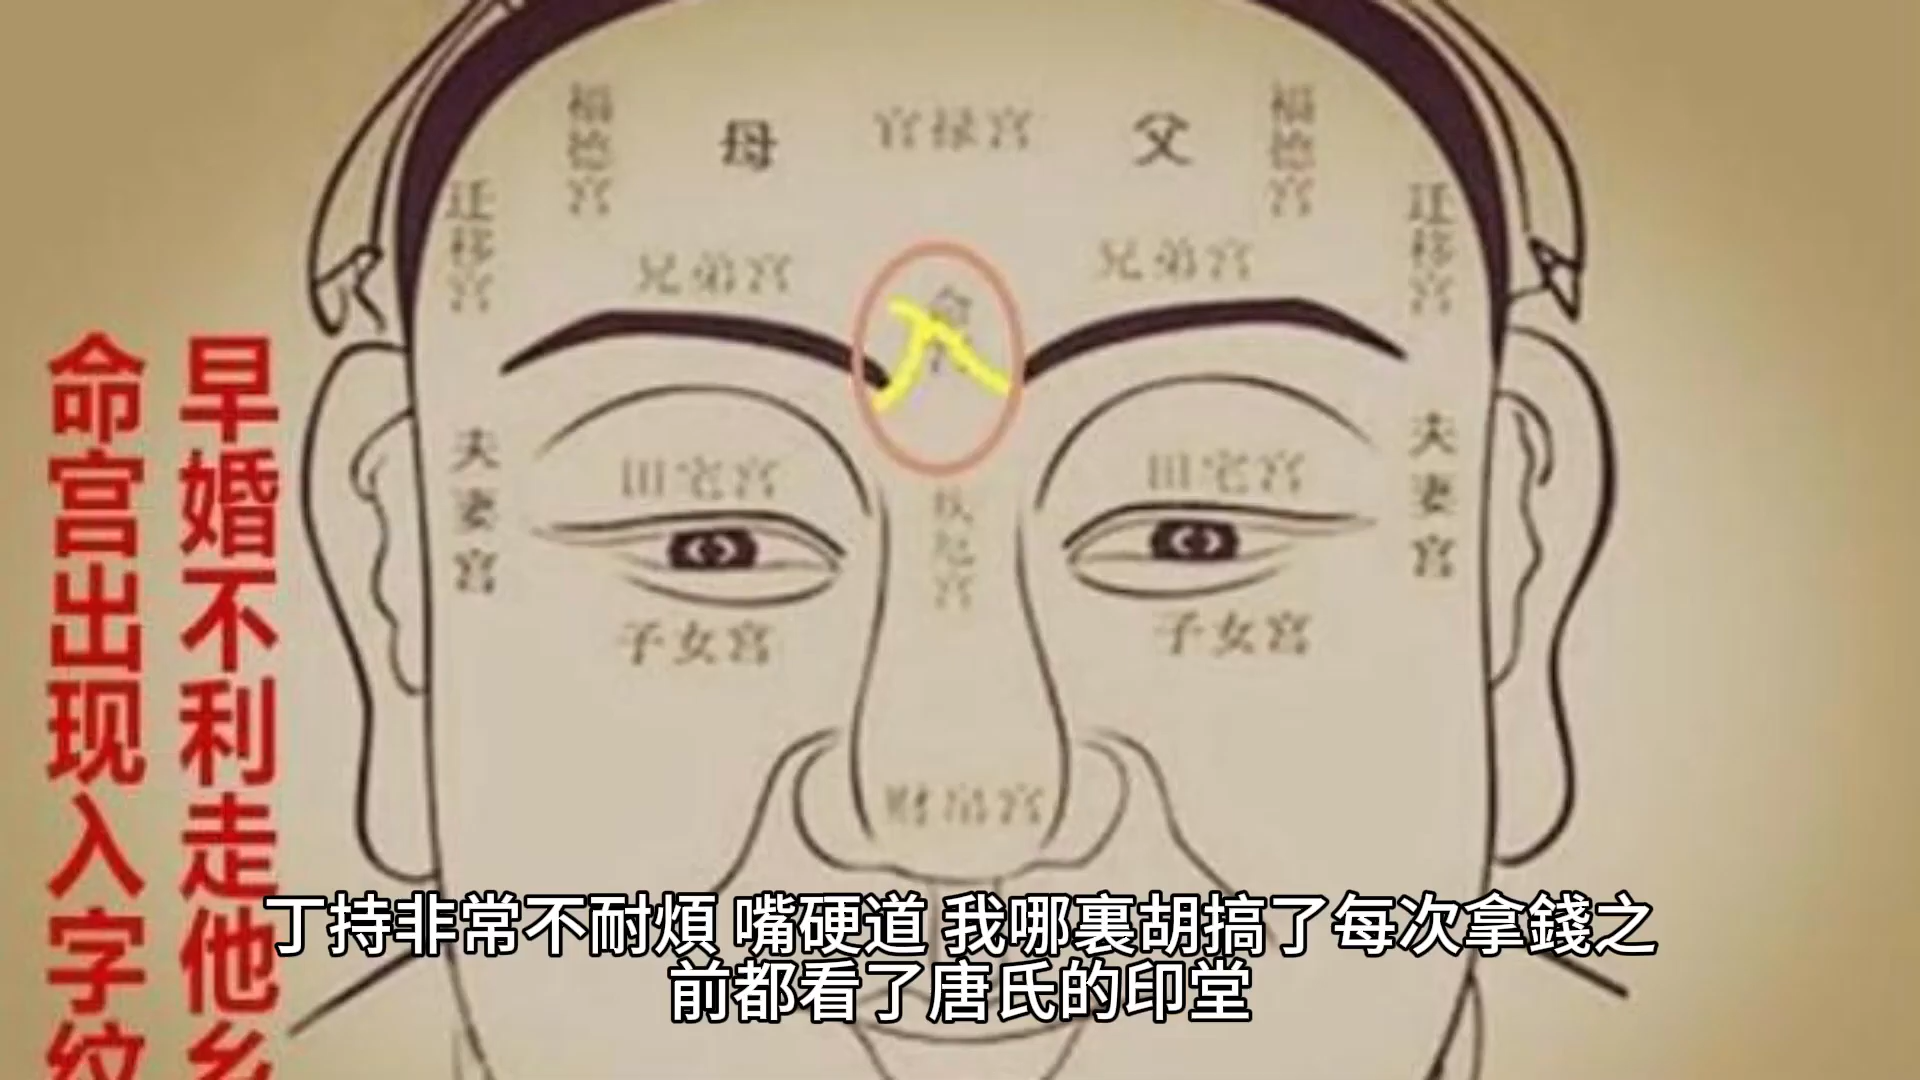 福德宫
母
官禄宫
父
福德宫
迁移宫
兄弟宫
兄弟宫
迁移宫
命
早婚不利走他乡
命宫出现入字纹
夫妻宫
田宅宫
疾厄宫
田宅宫
夫妻宫
子女宫
子女宫
财帛宫
丁持非常不耐煩 嘴硬道 我哪裏胡搞了每次拿錢之
前都看了唐氏的印堂